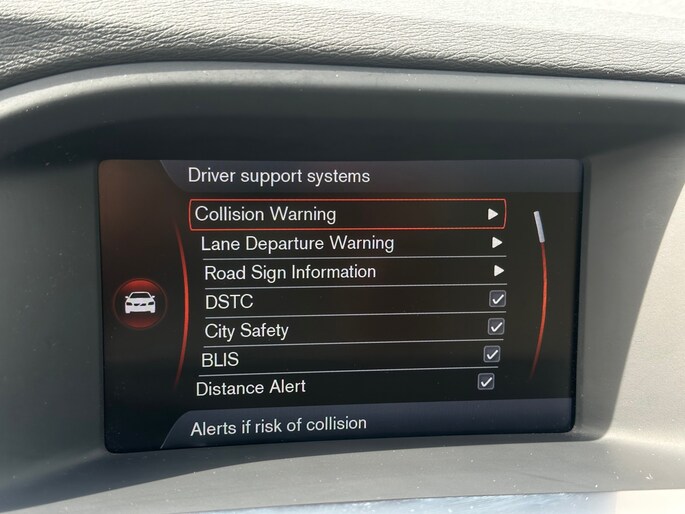 Driver support systems
Collision Warning
Lane Departure Warning
Road Sign Information
DSTC
City Safety
BLIS
Distance Alert
Alerts if risk of collision